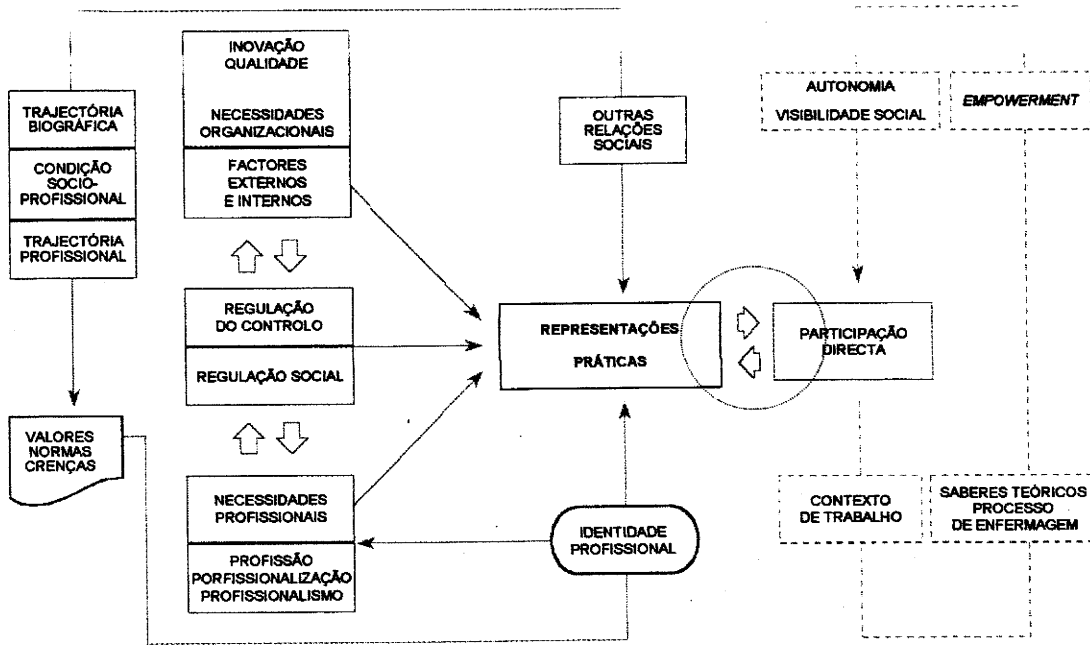 INOVAÇÃO
QUALIDADE
NECESSIDADES
ORGANIZACIONAIS
FACTORES
EXTERNOS
E INTERNOS
TRAJECTÓRIA
BIOGRÁFICA
CONDIÇÃO
SOCIÓ-
PROFISSIONAL
TRAJECTÓRIA
PROFISSIONAL
OUTRAS
RELAÇÕES
SOCIAIS
AUTONOMIA
VISIBILIDADE SOCIAL
EMPOWERMENT
REGULAÇÃO
DO CONTROLO
REGULAÇÃO SOCIAL
REPRESENTAÇÕES
PRÁTICAS
PARTICIPAÇÃO
DIRECTA
VALORES
NORMAS
CRENÇAS
NECESSIDADES
PROFISSIONAIS
PROFISSÃO
PORFISSIONALIZAÇÃO
PROFISSIONALISMO
IDENTIDADE
PROFISSIONAL
CONTEXTO
DE TRABALHO
SABERES TEÓRICOS
PROCESSO
DE ENFERMAGEM